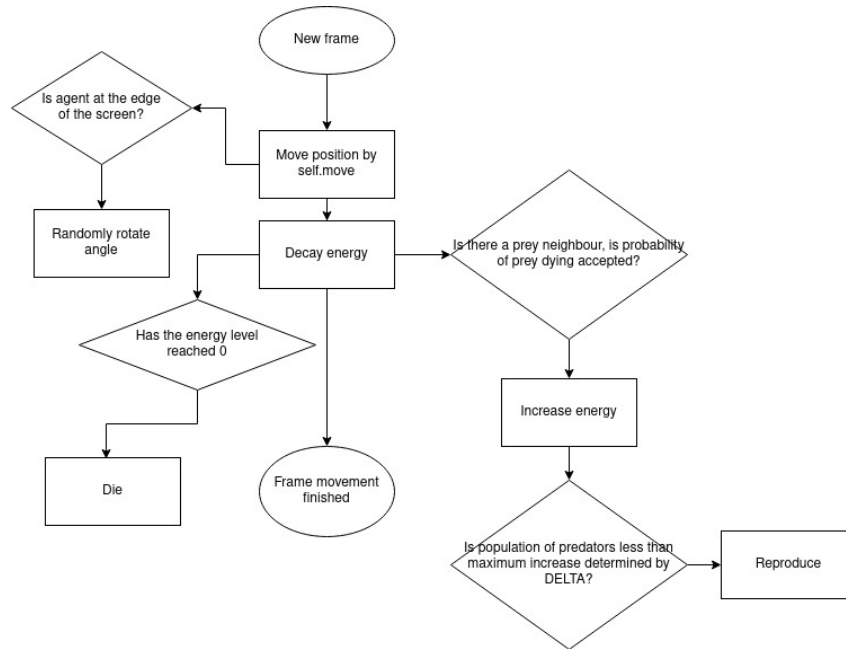 New frame
Is agent at the edge
of the screen?
Move position by
self.move
Randomly rotate
angle
Decay energy
Is there a prey neighbour, is probability
of prey dying accepted?
Has the energy level
reached 0
Increase energy
Die
Frame movement
finished
Is population of predators less than
maximum increase determined by
DELTA?
Reproduce